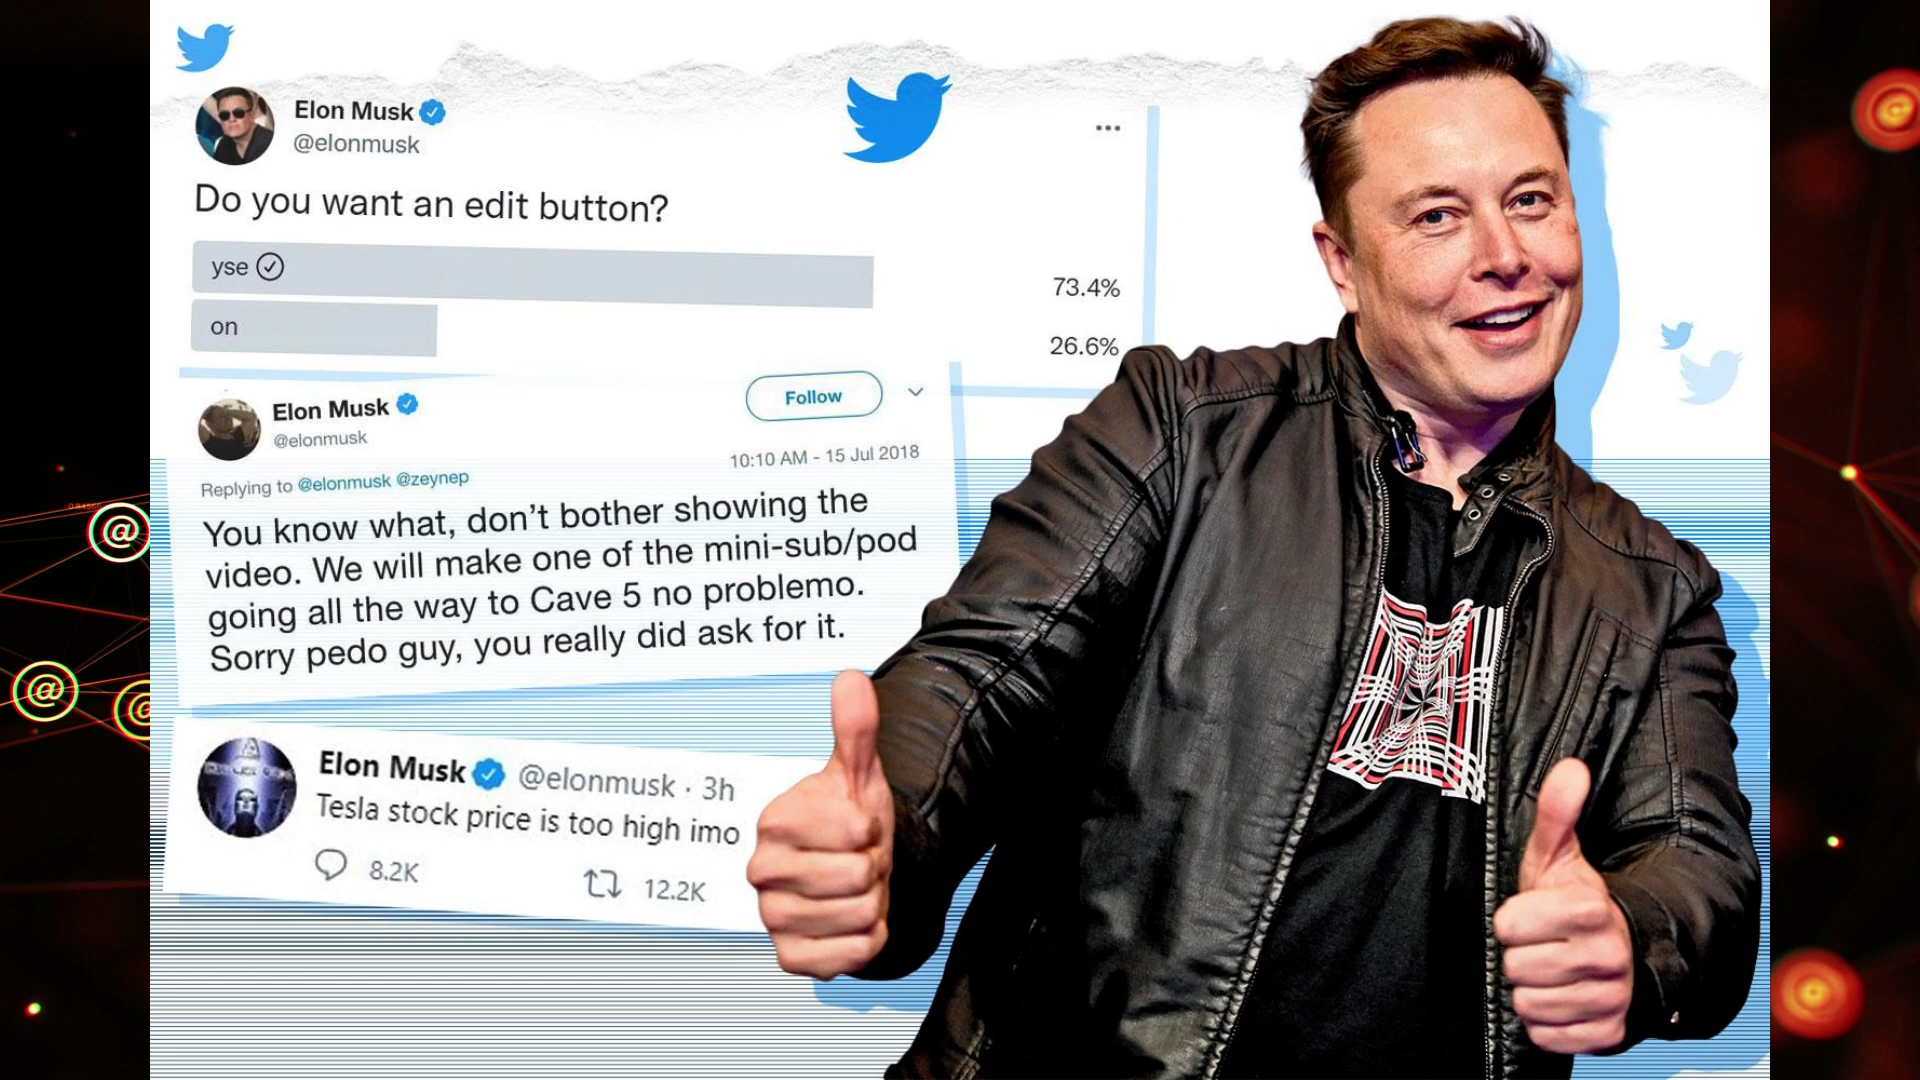 Elon Musk
@elonmusk
Do you want an edit button?
yse
73.4%
on
26.6%
Elon Musk
@elonmusk
Follow
10:10 AM - 15 Jul 2018
Replying to @elonmusk @zeynep
You know what, don't bother showing the
video. We will make one of the mini-sub/pod
going all the way to Cave 5 no problemo.
Sorry pedo guy, you really did ask for it.
Elon Musk @elonmusk · 3h
Tesla stock price is too high imo
8.2K 12.2K
@
@
@
@